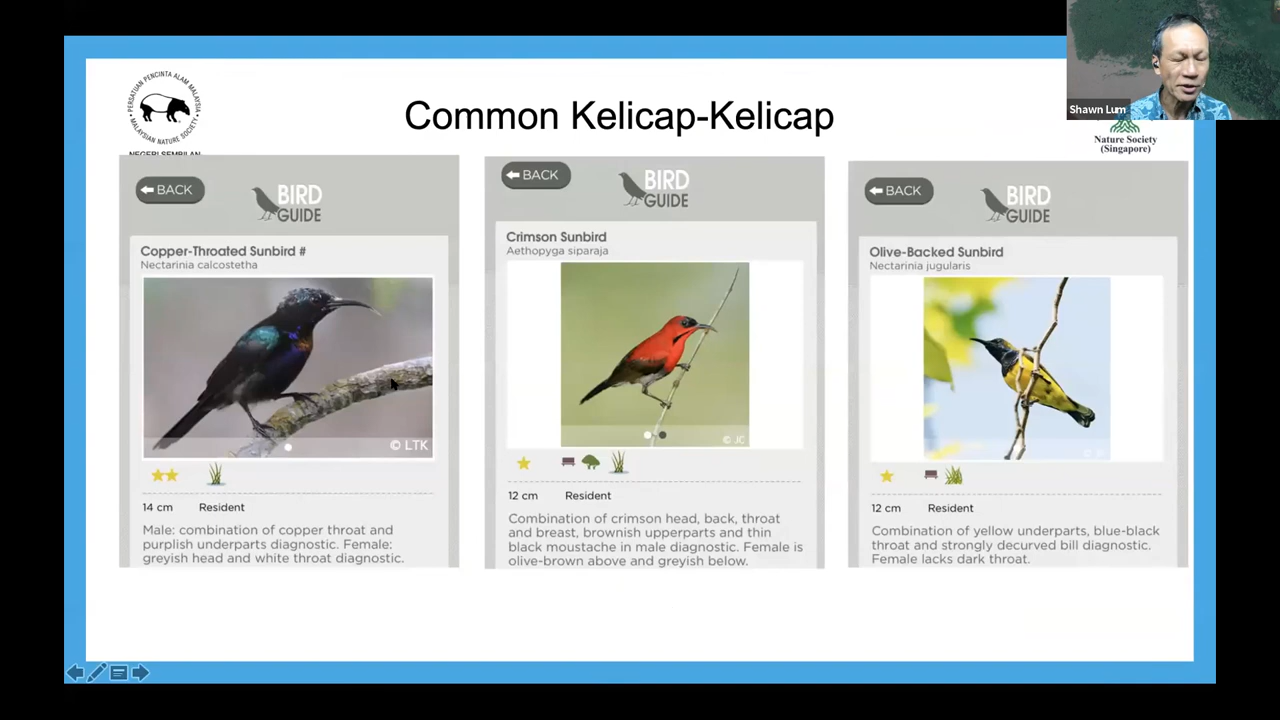 Common Kelicap-Kelicap
PERSATUAN PENCINTA ALAM MALAYSIA
MALAYSIAN NATURE SOCIETY
NEGERI SEMBILAN
Shawn Lum
Nature Society
(Singapore)
BACK
BIRD
GUIDE
Copper-Throated Sunbird #
Nectarinia calcostetha
© LTK
14 cm Resident
Male: combination of copper throat and
purplish underparts diagnostic. Female:
greyish head and white throat diagnostic.
BACK
BIRD
GUIDE
Crimson Sunbird
Aethopyga siparaja
© JC
12 cm Resident
Combination of crimson head, back, throat
and breast, brownish upperparts and thin
black moustache in male diagnostic. Female is
olive-brown above and greyish below.
BACK
BIRD
GUIDE
Olive-Backed Sunbird
Nectarinia jugularis
12 cm Resident
Combination of yellow underparts, blue-black
throat and strongly decurved bill diagnostic.
Female lacks dark throat.